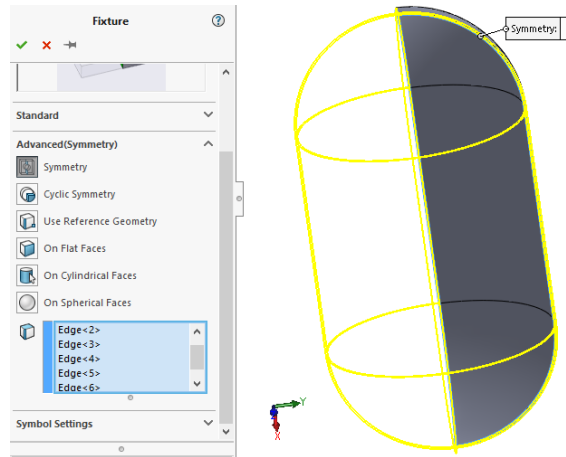 Fixture
Standard
Advanced(Symmetry)
Symmetry
Cyclic Symmetry
Use Reference Geometry
On Flat Faces
On Cylindrical Faces
On Spherical Faces
Edge<2>
Edge<3>
Edge<4>
Edge<5>
Edge<6>
Symbol Settings
Symmetry:
Y
X